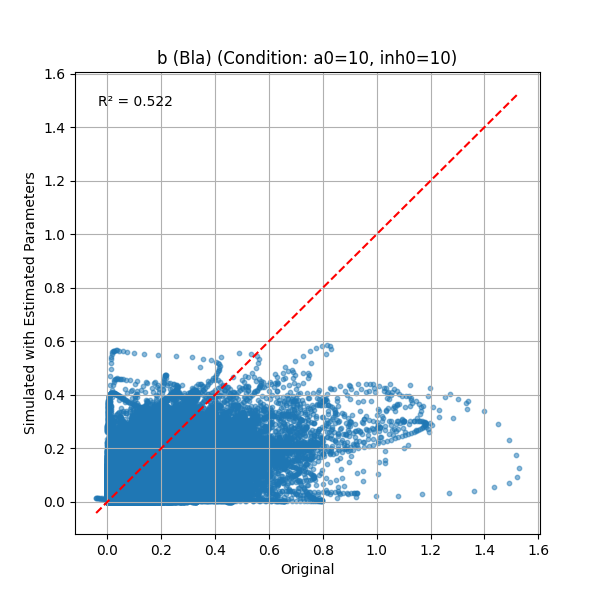 b (Bla) (Condition: a0=10, inh0=10)
R² = 0.522
1.6
1.4
1.2
1.0
0.8
0.6
0.4
0.2
0.0
Simulated with Estimated Parameters
0.0 0.2 0.4 0.6 0.8 1.0 1.2 1.4 1.6
Original